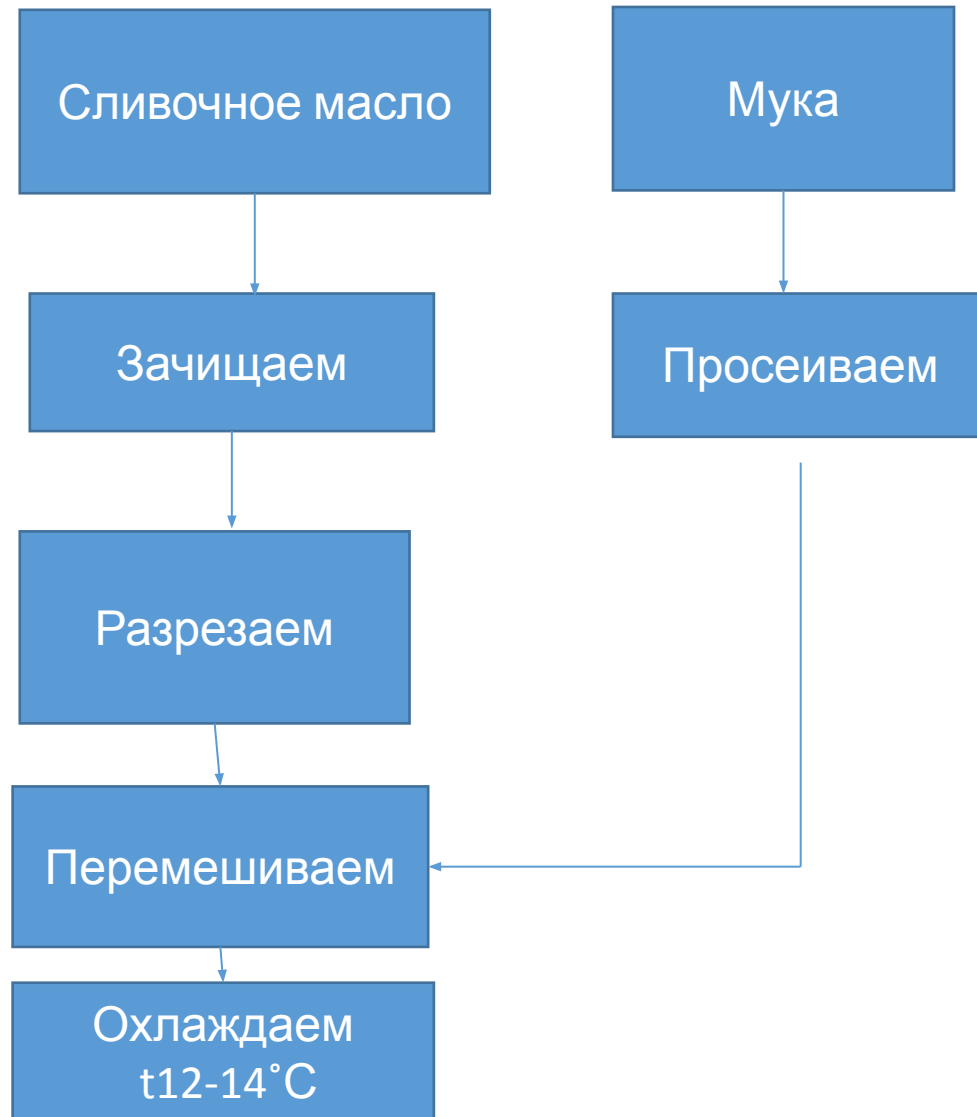 Сливочное масло
Мука
Зачищаем
Просеиваем
Разрезаем
Перемешиваем
Охлаждаем
t12-14˚С